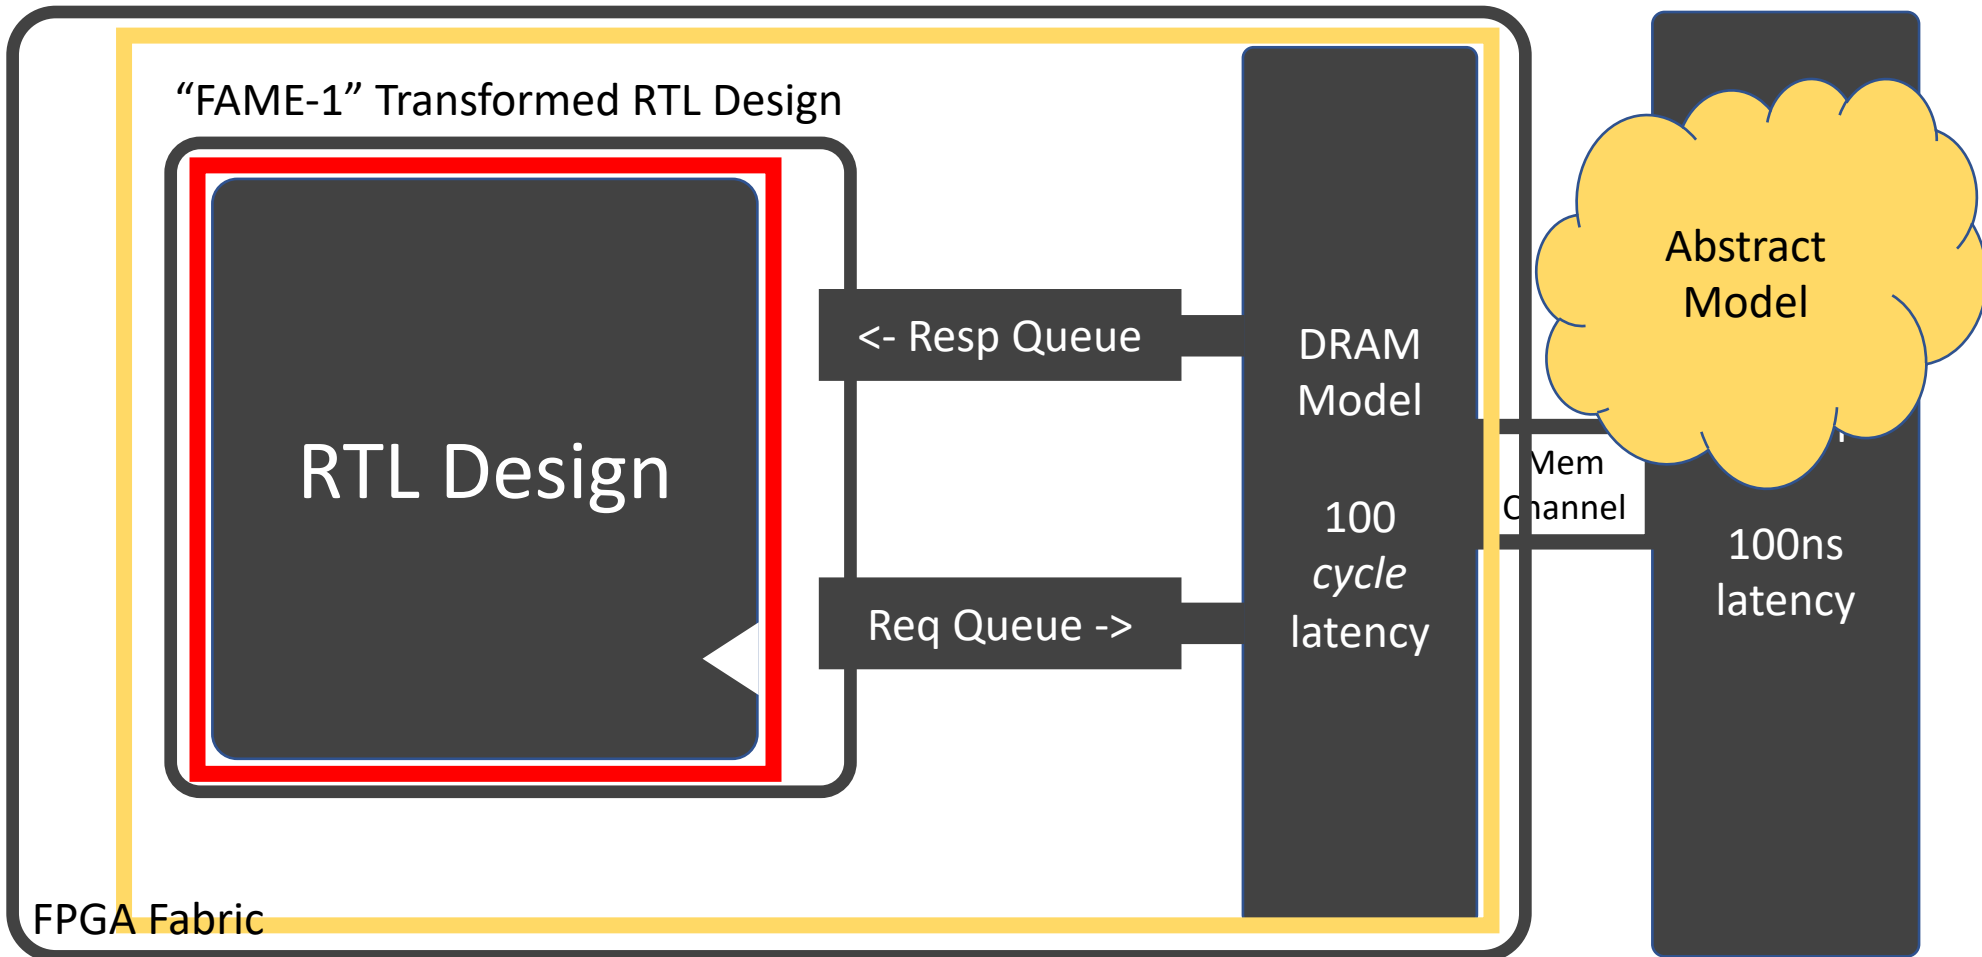 “FAME-1” Transformed RTL Design
RTL Design
<- Resp Queue
Req Queue ->
DRAM
Model
100
cycle
latency
Mem
Channel
Abstract
Model
100ns
latency
FPGA Fabric